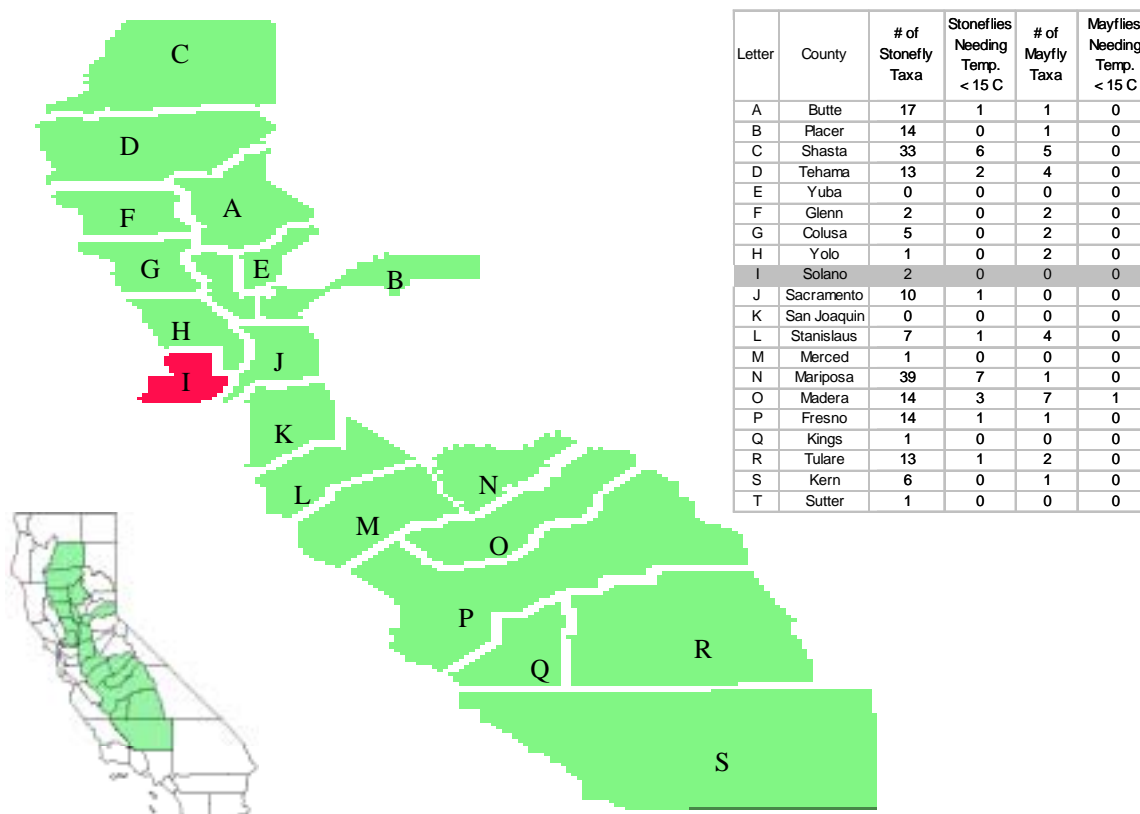 Letter County # of Stonefly Taxa Stoneflies Needing Temp. < 15 C # of Mayfly Taxa Mayflies Needing Temp. < 15 C
A Butte 17 1 1 0
B Placer 14 0 1 0
C Shasta 33 6 5 0
D Tehama 13 2 4 0
E Yuba 0 0 0 0
F Glenn 2 0 2 0
G Colusa 5 0 2 0
H Yolo 1 0 2 0
I Solano 2 0 0 0
J Sacramento 10 1 0 0
K San Joaquin 0 0 0 0
L Stanislaus 7 1 4 0
M Merced 1 0 0 0
N Mariposa 39 7 1 0
O Madera 14 3 7 1
P Fresno 14 1 1 0
Q Kings 1 0 0 0
R Tulare 13 1 2 0
S Kern 6 0 1 0
T Sutter 1 0 0 0
C
D
A
F
G
E
B
H
J
I
K
L
N
M
O
P
Q
R
S